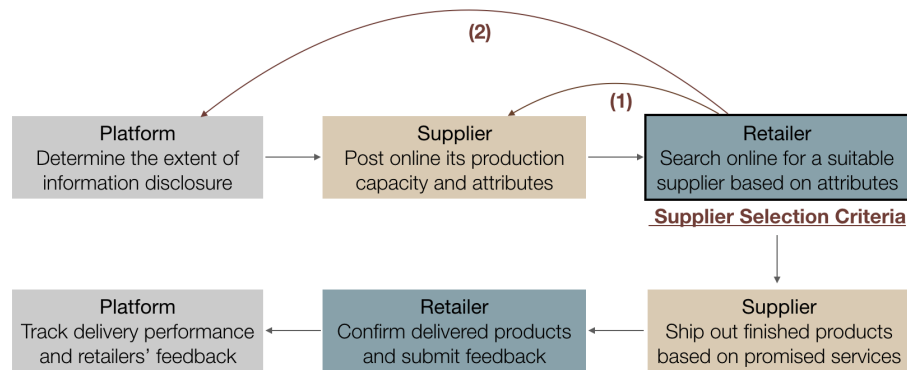 (2)
(1)
Platform
Determine the extent of
information disclosure
Supplier
Post online its production
capacity and attributes
Retailer
Search online for a suitable
supplier based on attributes
Supplier Selection Criteria
Platform
Track delivery performance
and retailers’ feedback
Retailer
Confirm delivered products
and submit feedback
Supplier
Ship out finished products
based on promised services